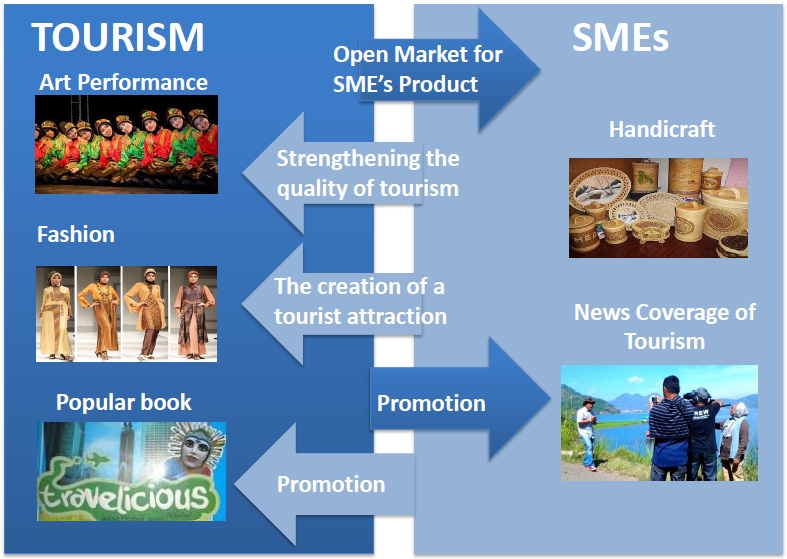 TOURISM
SMEs
Art Performance
Open Market for
SME's Product
Handicraft
Strengthening the
quality of tourism
Fashion
The creation of a
tourist attraction
News Coverage of
Tourism
Popular book
Promotion
travelicious
Promotion